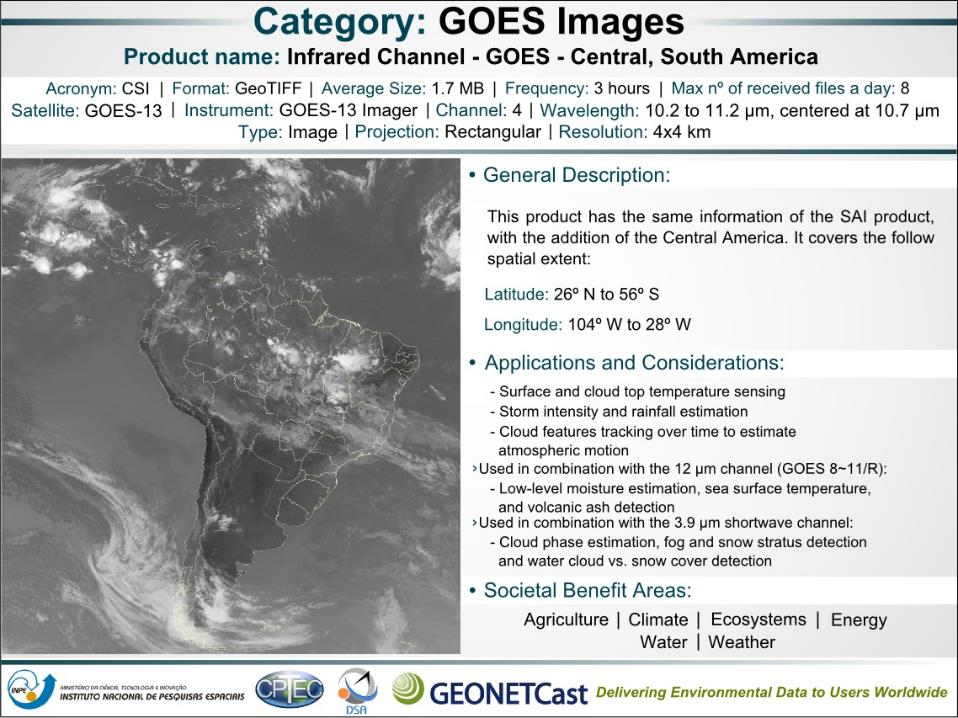 Category: GOES Images
Product name: Infrared Channel - GOES - Central, South America
Acronym: CSI | Format: GeoTIFF | Average Size: 1.7 MB | Frequency: 3 hours | Max nº of received files a day: 8
Satellite: GOES-13 | Instrument: GOES-13 Imager | Channel: 4 | Wavelength: 10.2 to 11.2 µm, centered at 10.7 µm
Type: Image | Projection: Rectangular | Resolution: 4x4 km
• General Description:
This product has the same information of the SAI product,
with the addition of the Central America. It covers the follow
spatial extent:
Latitude: 26º N to 56º S
Longitude: 104º W to 28º W
• Applications and Considerations:
- Surface and cloud top temperature sensing
- Storm intensity and rainfall estimation
- Cloud features tracking over time to estimate
atmospheric motion
›Used in combination with the 12 µm channel (GOES 8~11/R):
- Low-level moisture estimation, sea surface temperature,
and volcanic ash detection
›Used in combination with the 3.9 µm shortwave channel:
- Cloud phase estimation, fog and snow stratus detection
and water cloud vs. snow cover detection
• Societal Benefit Areas:
Agriculture | Climate | Ecosystems | Energy
Water | Weather
INPE
MINISTÉRIO DA CIÊNCIA, TECNOLOGIA E INOVAÇÃO
INSTITUTO NACIONAL DE PESQUISAS ESPACIAIS
CPTEC
DSA
GEONETCast
Delivering Environmental Data to Users Worldwide